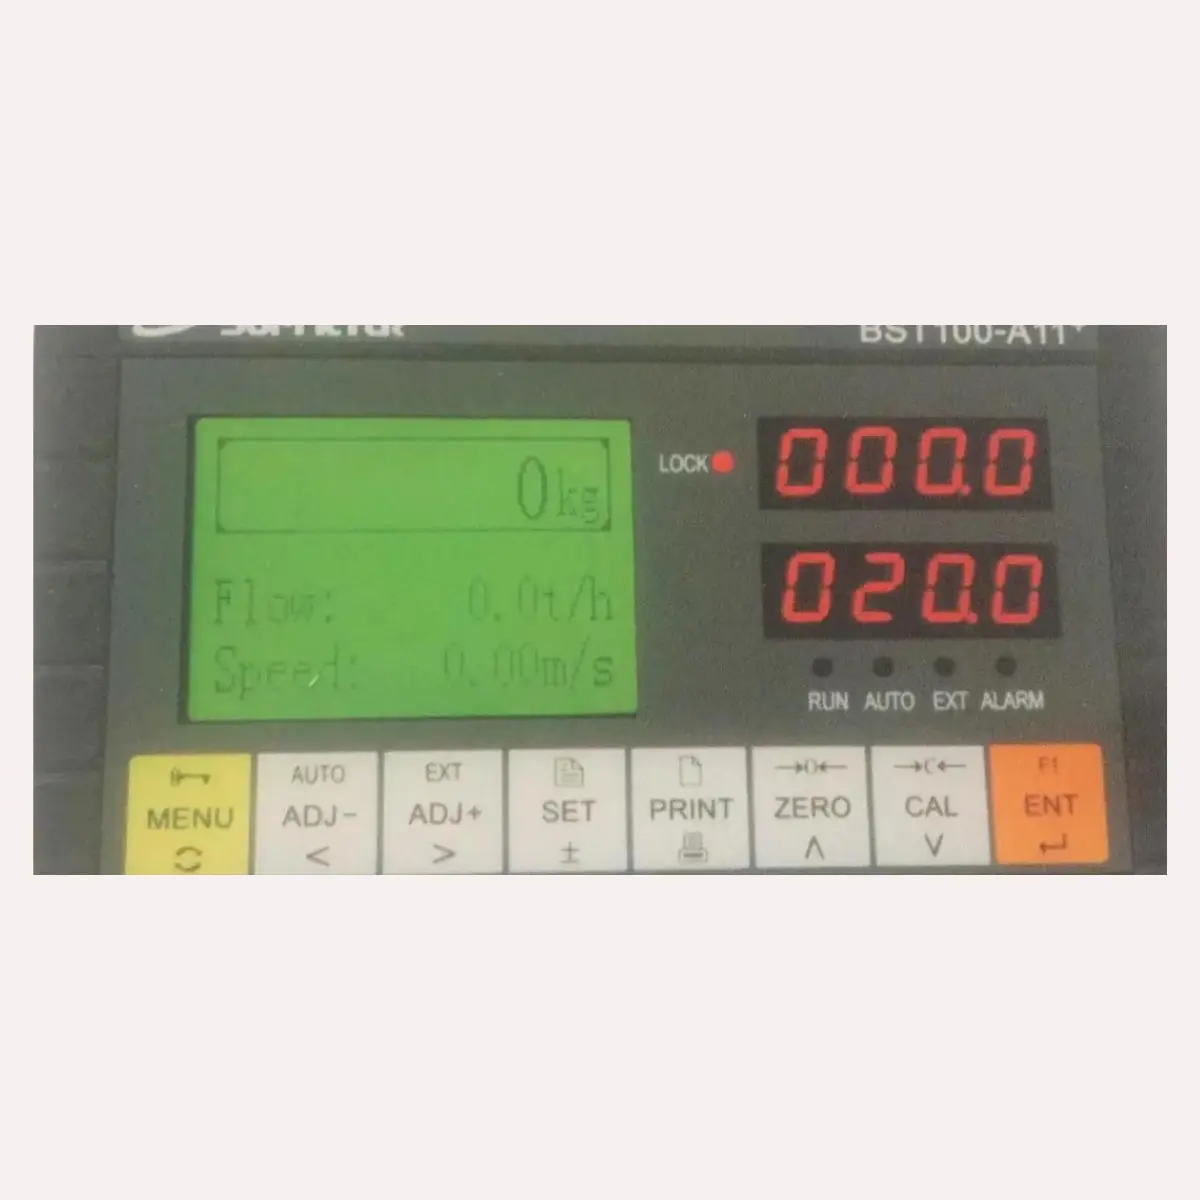 BST100-A11+
0kg
Flow: 0.0t/h
Speed: 0.00m/s
LOCK
000.0
020.0
RUN AUTO EXT ALARM
MENU
AUTO
ADJ-
<
EXT
ADJ+
>
SET
±
PRINT
→0←
ZERO
∧
→C←
CAL
∨
F1
ENT